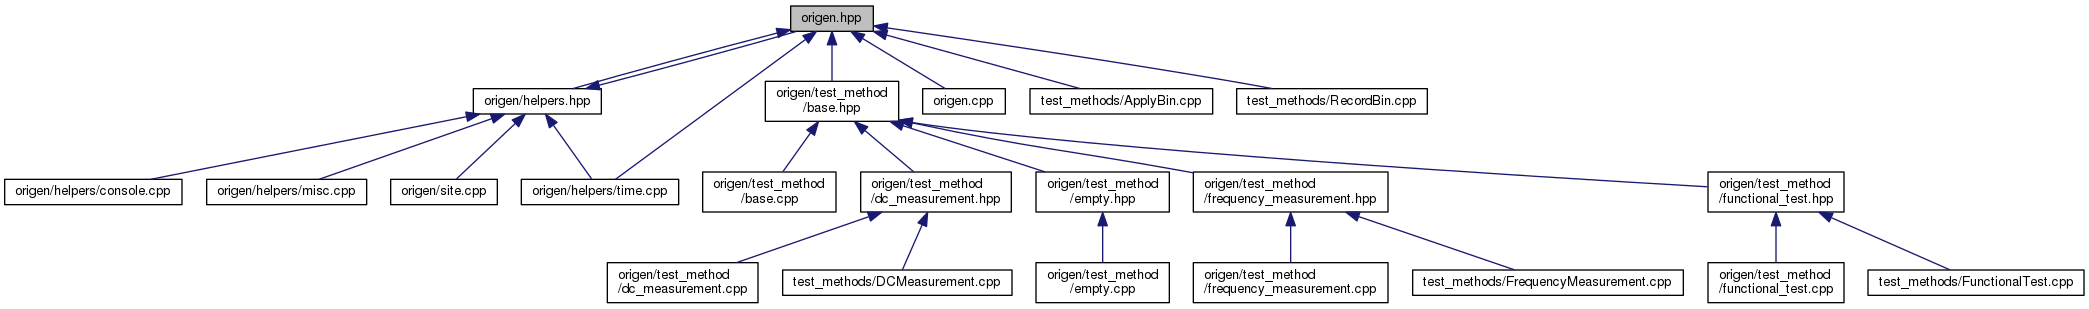 origen.hpp
origen/helpers.hpp
origen/test_method
/base.hpp
origen.cpp
test_methods/ApplyBin.cpp
test_methods/RecordBin.cpp
origen/helpers/console.cpp
origen/helpers/misc.cpp
origen/site.cpp
origen/helpers/time.cpp
origen/test_method
/base.cpp
origen/test_method
/dc_measurement.hpp
origen/test_method
/empty.hpp
origen/test_method
/frequency_measurement.hpp
origen/test_method
/functional_test.hpp
origen/test_method
/dc_measurement.cpp
test_methods/DCMeasurement.cpp
origen/test_method
/empty.cpp
origen/test_method
/frequency_measurement.cpp
test_methods/FrequencyMeasurement.cpp
origen/test_method
/functional_test.cpp
test_methods/FunctionalTest.cpp